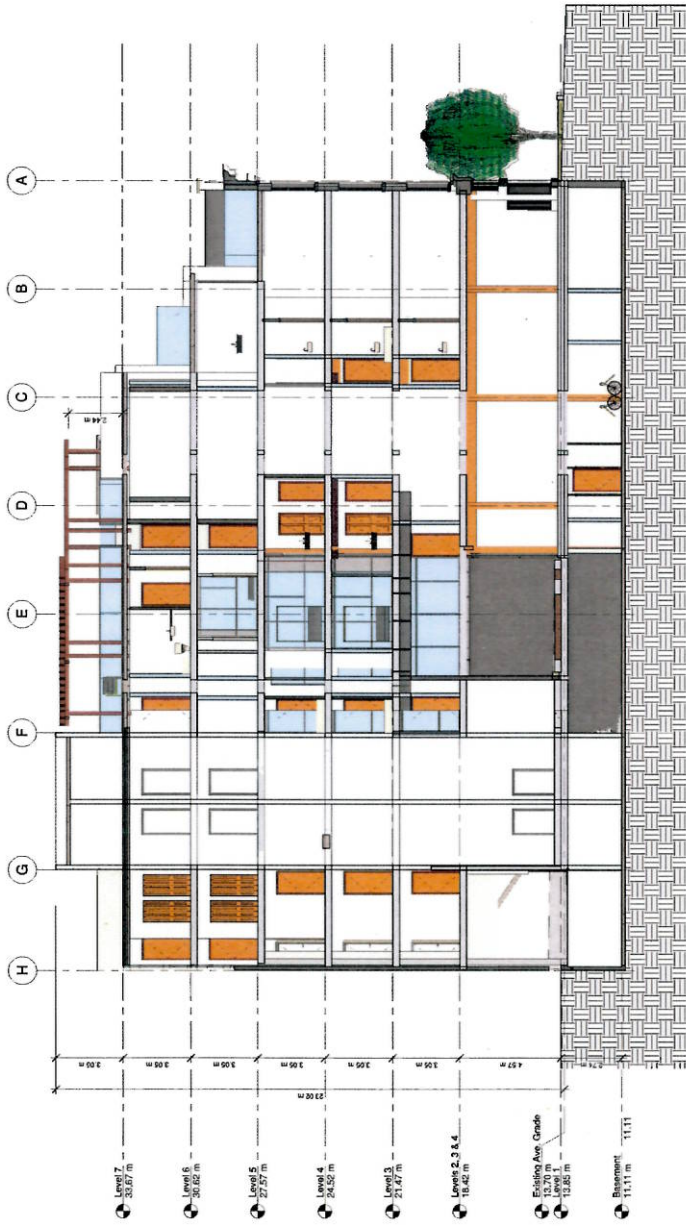 A
B
C
D
E
F
G
H
2.44 m
3.05 m
3.05 m
3.05 m
3.05 m
3.05 m
3.05 m
4.57 m
2.74 m
23.02 m
Level 7
33.67 m
Level 6
30.62 m
Level 5
27.57 m
Level 4
24.52 m
Level 3
21.47 m
Levels 2, 3 & 4
18.42 m
Existing Ave. Grade
13.70 m
Level 1
13.85 m
Basement
11.11 m
11.11